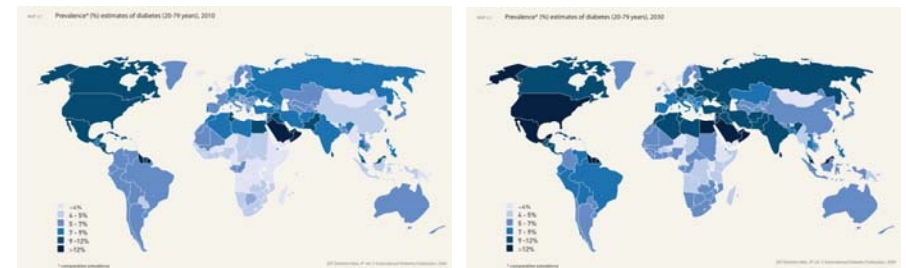 Prevalence* (%) estimates of diabetes (20-79 years), 2010
<4%
4 - 5%
5 - 7%
7 - 9%
9 -12%
>12%
* comparative prevalence
Prevalence* (%) estimates of diabetes (20-79 years), 2030
<4%
4 - 5%
5 - 7%
7 - 9%
9 -12%
>12%
* comparative prevalence